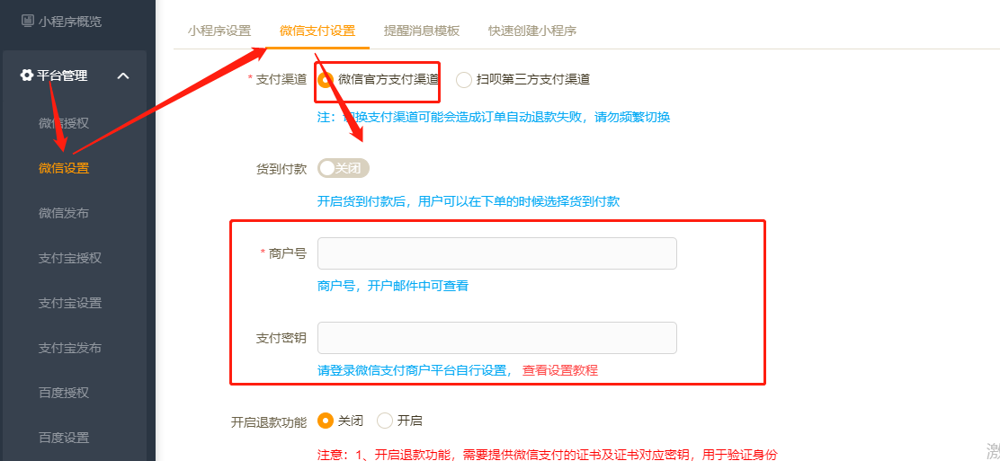 小程序概览
平台管理
微信授权
微信设置
微信发布
支付宝授权
支付宝设置
支付宝发布
百度授权
百度设置
小程序设置 微信支付设置 提醒消息模板 快速创建小程序
* 支付渠道 微信官方支付渠道 扫呗第三方支付渠道
注：切换支付渠道可能会造成订单自动退款失败，请勿频繁切换
货到付款 关闭
开启货到付款后，用户可以在下单的时候选择货到付款
* 商户号
商户号，开户邮件中可查看
支付密钥
请登录微信支付商户平台自行设置， 查看设置教程
开启退款功能 关闭 开启
注意：1、开启退款功能，需要提供微信支付的证书及证书对应密钥，用于验证身份
激